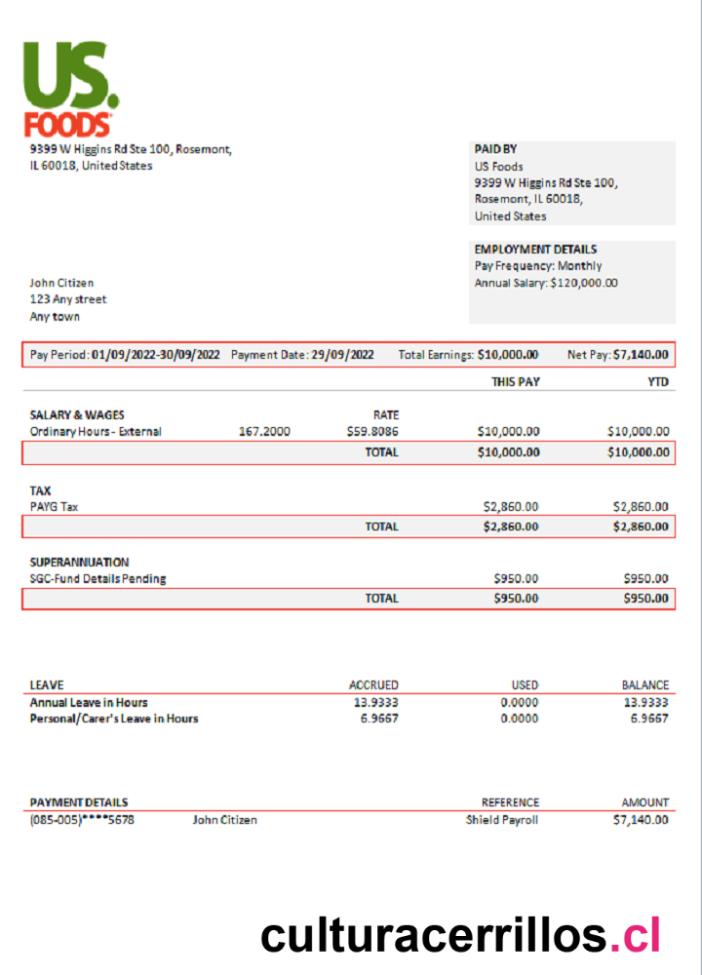 US.
FOODS
9399 W Higgins Rd Ste 100, Rosemont,
IL 60018, United States
PAID BY
US Foods
9399 W Higgins Rd Ste 100,
Rosemont, IL 60018,
United States
EMPLOYMENT DETAILS
Pay Frequency: Monthly
Annual Salary: $120,000.00
John Citizen
123 Any street
Any town
Pay Period: 01/09/2022-30/09/2022 Payment Date: 29/09/2022 Total Earnings: $10,000.00 Net Pay: $7,140.00
THIS PAY YTD
SALARY & WAGES RATE
Ordinary Hours - External 167.2000 $59.8086 $10,000.00 $10,000.00
TOTAL $10,000.00 $10,000.00
TAX
PAYG Tax $2,860.00 $2,860.00
TOTAL $2,860.00 $2,860.00
SUPERANNUATION
SGC-Fund Details Pending $950.00 $950.00
TOTAL $950.00 $950.00
LEAVE ACCRUED USED BALANCE
Annual Leave in Hours 13.9333 0.0000 13.9333
Personal/Carer's Leave in Hours 6.9667 0.0000 6.9667
PAYMENT DETAILS REFERENCE AMOUNT
(085-005)****5678 John Citizen Shield Payroll $7,140.00
culturacerrillos.cl